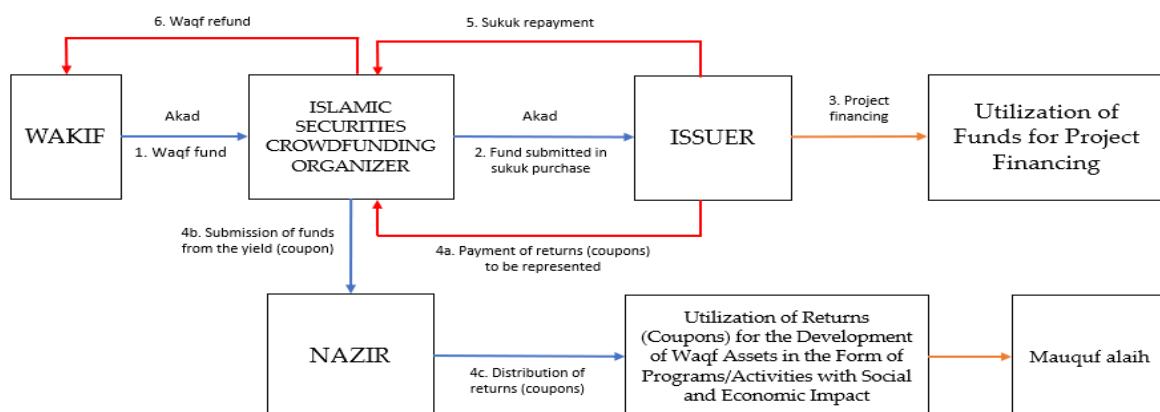 6. Waqf refund
5. Sukuk repayment
WAKIF
Akad
1. Waqf fund
ISLAMIC
SECURITIES
CROWDFUNDING
ORGANIZER
Akad
2. Fund submitted in
sukuk purchase
ISSUER
3. Project
financing
Utilization of
Funds for Project
Financing
4b. Submission of funds
from the yield (coupon)
4a. Payment of returns (coupons)
to be represented
NAZIR
4c. Distribution of
returns (coupons)
Utilization of Returns
(Coupons) for the Development
of Waqf Assets in the Form of
Programs/Activities with Social
and Economic Impact
Mauquf alaih